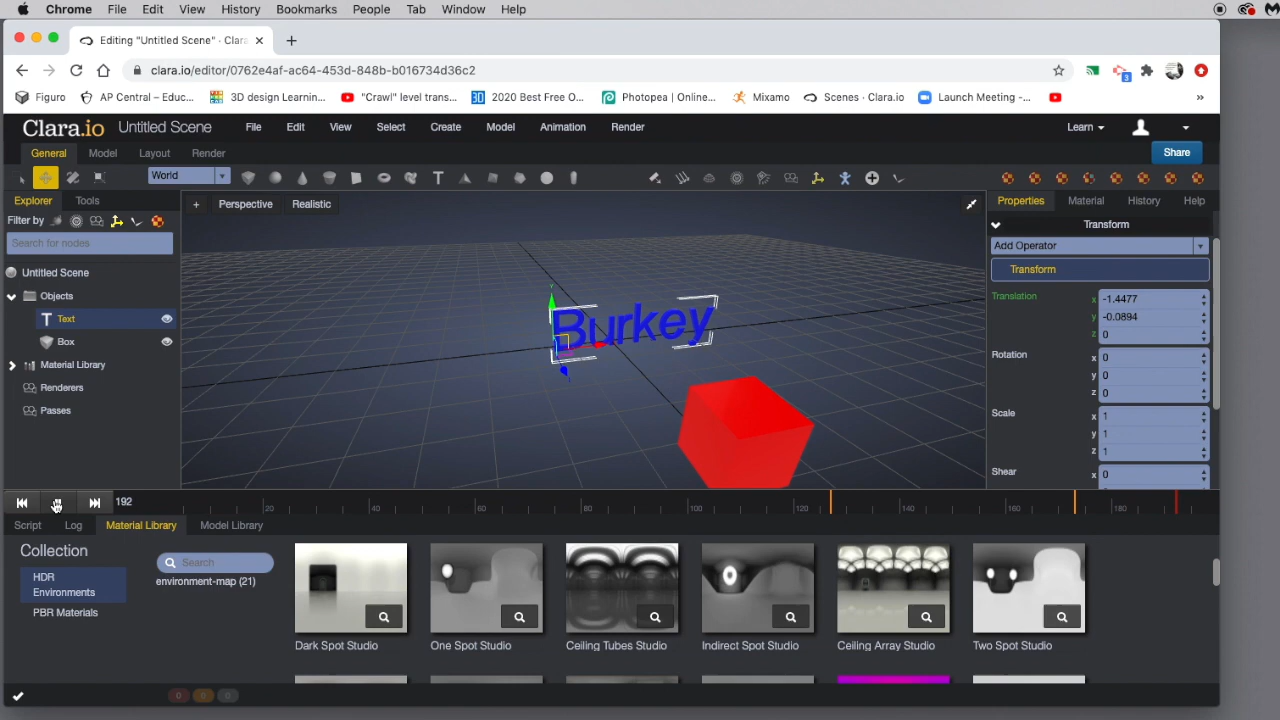 Chrome File Edit View History Bookmarks People Tab Window Help
Editing "Untitled Scene" - Clara
clara.io/editor/0762e4af-ac64-453d-848b-b016734d36c2
Figuro AP Central – Educ... 3D design Learnin... "Crawl" level trans... 2020 Best Free O... Photopea | Online... Mixamo Scenes · Clara.io Launch Meeting -... »
3
Clara.io Untitled Scene File Edit View Select Create Model Animation Render Learn
General Model Layout Render Share
World
Explorer Tools + Perspective Realistic Properties Material History Help
Filter by Transform
Search for nodes Add Operator
Untitled Scene Transform
Objects Translation x -1.4477
Text y -0.0894
Box z 0
Material Library Rotation x 0
Renderers y 0
Passes z 0
Scale x 1
y 1
z 1
Shear x 0
Y
Burkey
192 20 40 60 80 100 120 140 160 180
Script Log Material Library Model Library
Collection Search
HDR Environments environment-map (21)
PBR Materials
Dark Spot Studio One Spot Studio Ceiling Tubes Studio Indirect Spot Studio Ceiling Array Studio Two Spot Studio
0 0 0